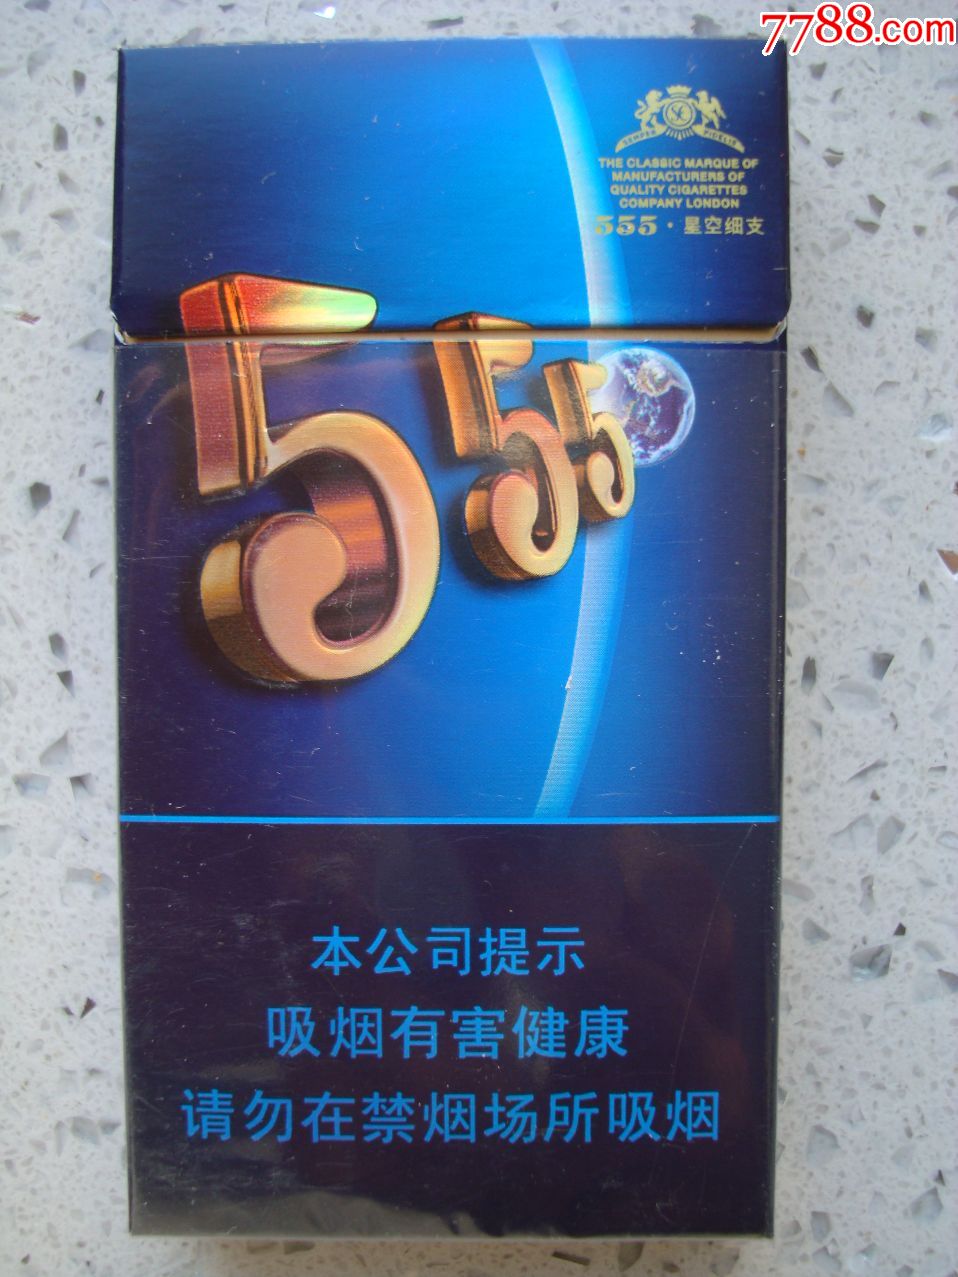 7788.com
SEMPER FIDELIS
THE CLASSIC MARQUE OF
MANUFACTURERS OF
QUALITY CIGARETTES
COMPANY LONDON
555·星空细支
555
本公司提示
吸烟有害健康
请勿在禁烟场所吸烟